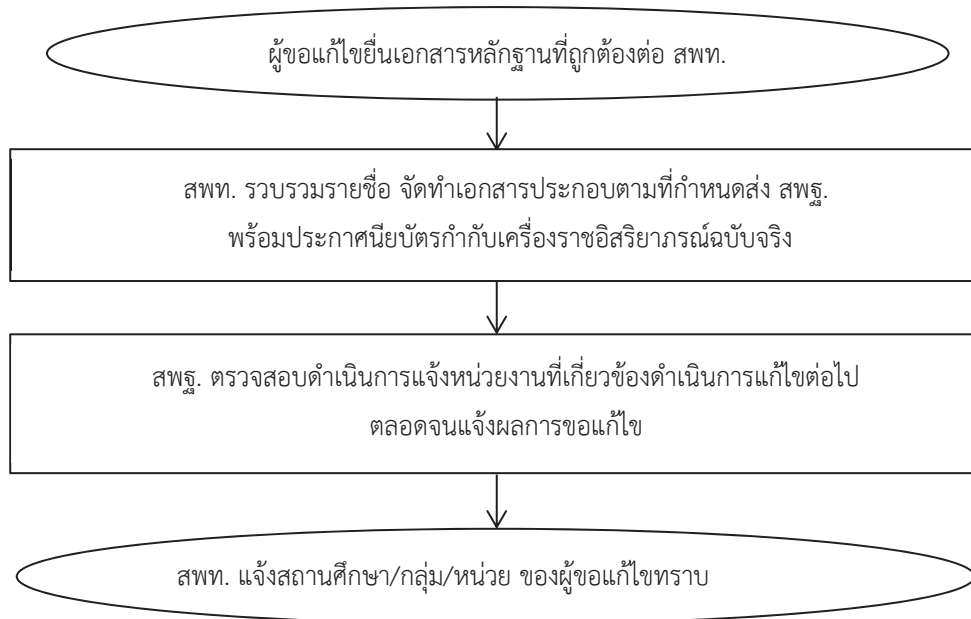 ผู้ขอแก้ไขยื่นเอกสารหลักฐานที่ถูกต้องต่อ สพท.
สพท. รวบรวมรายชื่อ จัดทำเอกสารประกอบตามที่กำหนดส่ง สพฐ.
พร้อมประกาศนียบัตรกำกับเครื่องราชอิสริยาภรณ์ฉบับจริง
สพฐ. ตรวจสอบดำเนินการแจ้งหน่วยงานที่เกี่ยวข้องดำเนินการแก้ไขต่อไป
ตลอดจนแจ้งผลการขอแก้ไข
สพท. แจ้งสถานศึกษา/กลุ่ม/หน่วย ของผู้ขอแก้ไขทราบ